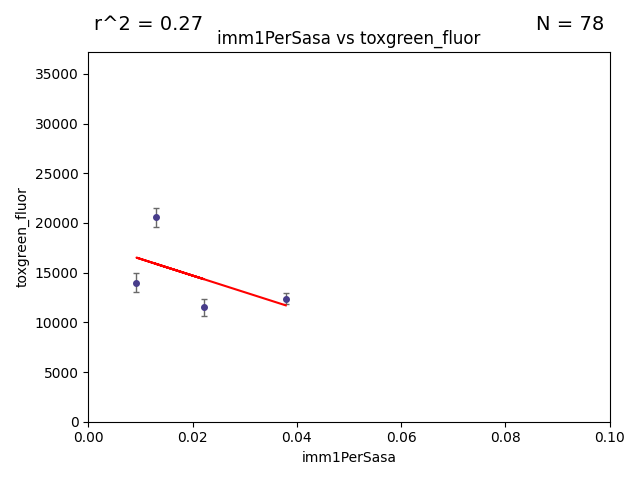 r^2 = 0.27
N = 78
imm1PerSasa vs toxgreen_fluor
35000
30000
25000
20000
15000
10000
5000
0
toxgreen_fluor
0.00 0.02 0.04 0.06 0.08 0.10
imm1PerSasa